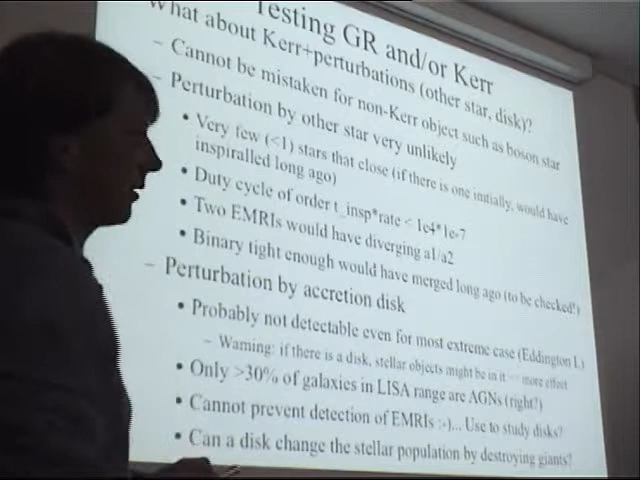 Testing GR and/or Kerr
What about Kerr+perturbations (other star, disk)?
– Cannot be mistaken for non-Kerr object such as boson star
– Perturbation by other star very unlikely
• Very few (<1) stars that close (if there is one initially, would have
inspiralled long ago)
• Duty cycle of order t_insp*rate < 1e4*1e-7
• Two EMRIs would have diverging a1/a2
• Binary tight enough would have merged long ago (to be checked!)
– Perturbation by accretion disk
• Probably not detectable even for most extreme case (Eddington L)
– Warning: if there is a disk, stellar objects might be in it more effect
• Only >30% of galaxies in LISA range are AGNs (right?)
• Cannot prevent detection of EMRIs :-)... Use to study disks?
• Can a disk change the stellar population by destroying giants?